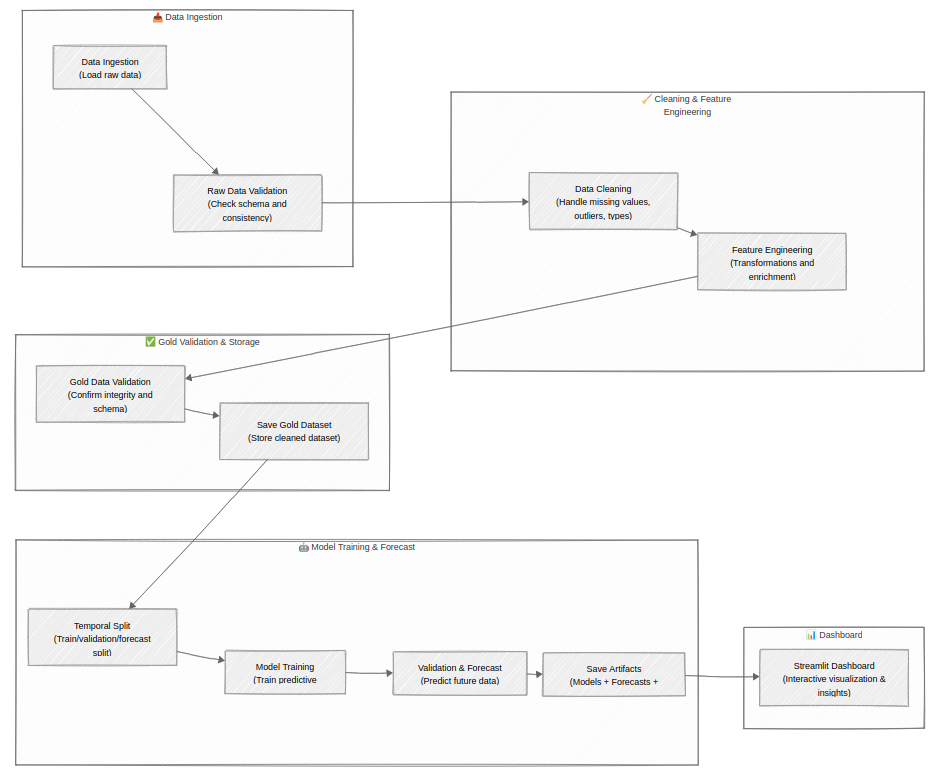 📥 Data Ingestion
Data Ingestion
(Load raw data)
Raw Data Validation
(Check schema and
consistency)
🧹 Cleaning & Feature
Engineering
Data Cleaning
(Handle missing values,
outliers, types)
Feature Engineering
(Transformations and
enrichment)
✅ Gold Validation & Storage
Gold Data Validation
(Confirm integrity and
schema)
Save Gold Dataset
(Store cleaned dataset)
🤖 Model Training & Forecast
Temporal Split
(Train/validation/forecast
split)
Model Training
(Train predictive
Validation & Forecast
(Predict future data)
Save Artifacts
(Models + Forecasts +
📊 Dashboard
Streamlit Dashboard
(Interactive visualization &
insights)